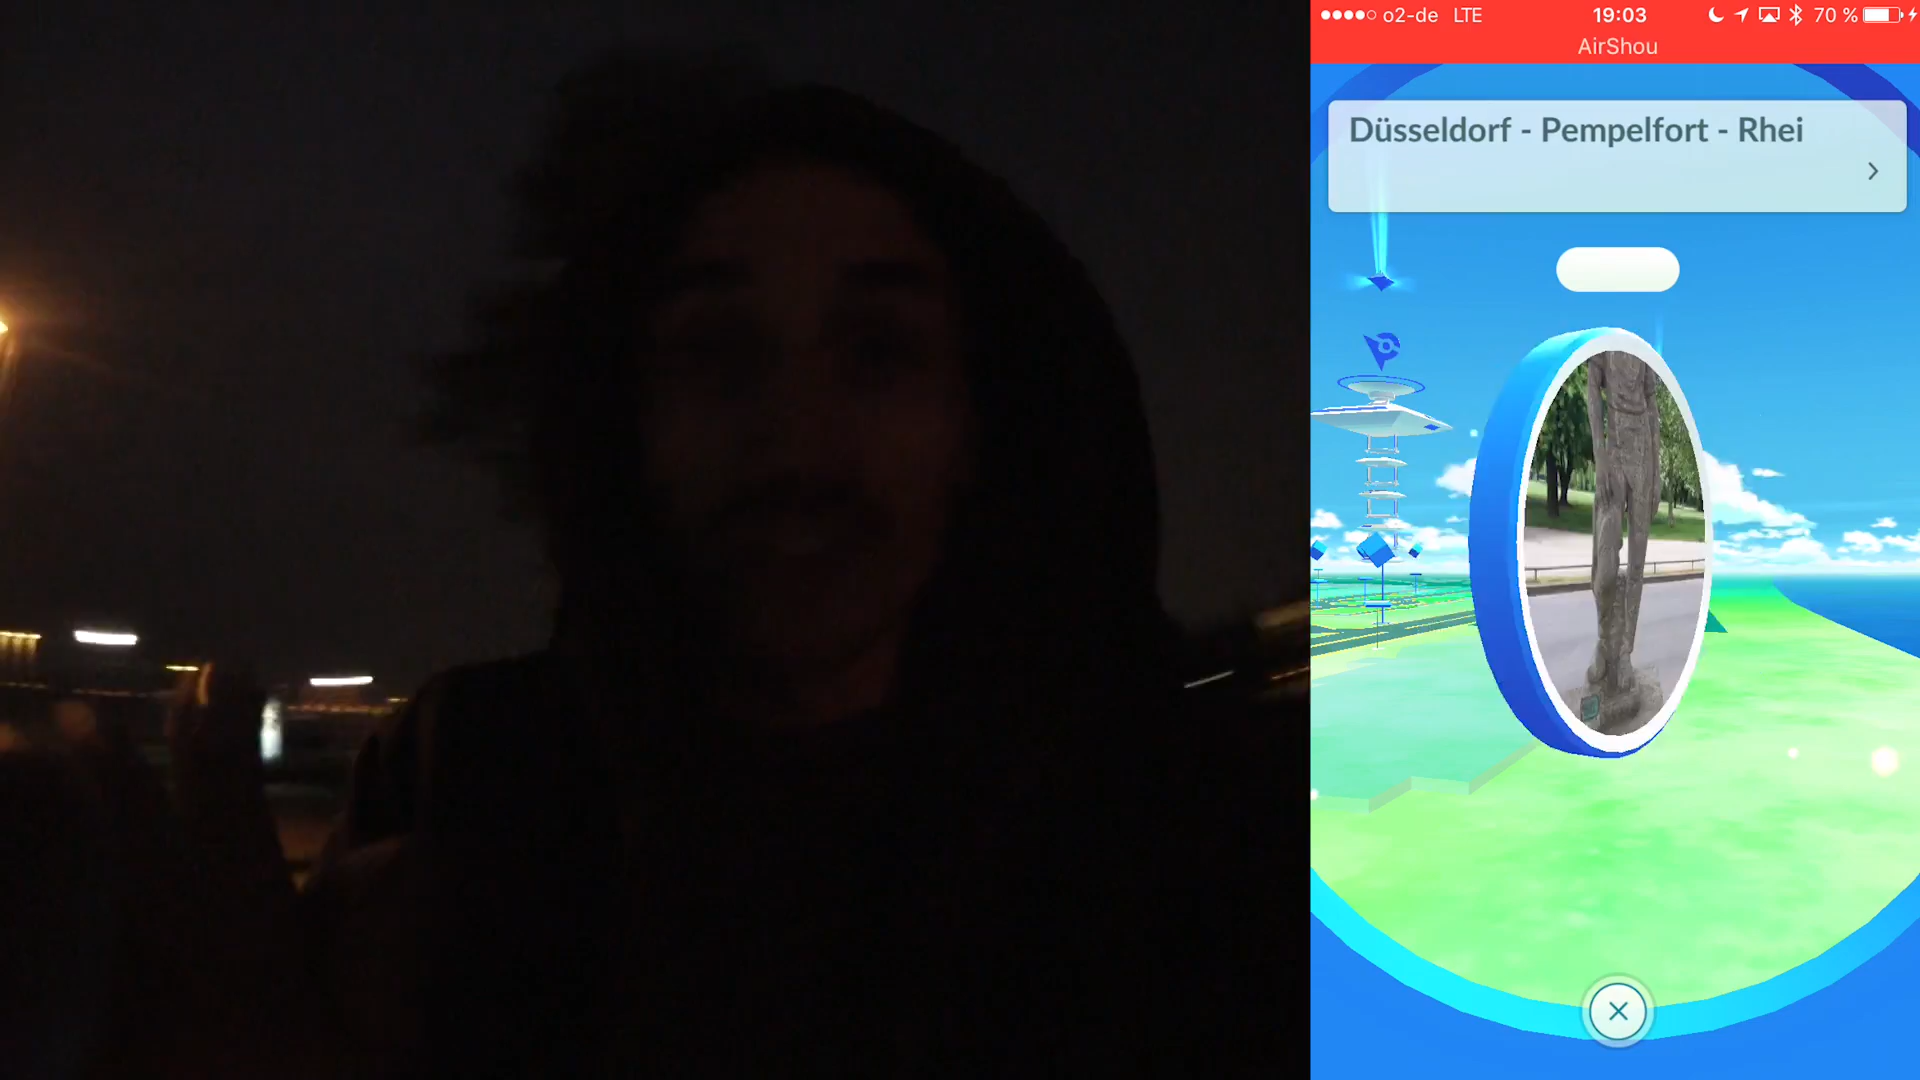 o2-de LTE 19:03 70 %
AirShou
Düsseldorf - Pempelfort - Rhei